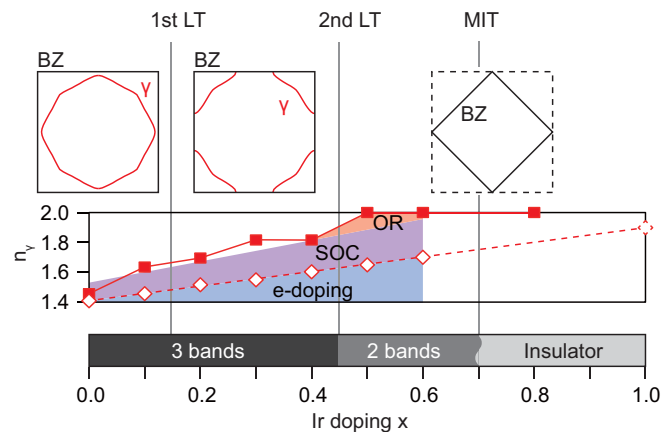 1st LT 2nd LT MIT
BZ BZ
γ γ
BZ
2.0
1.8
1.6
1.4
nγ
OR
SOC
e-doping
3 bands 2 bands Insulator
0.0 0.2 0.4 0.6 0.8 1.0
Ir doping x